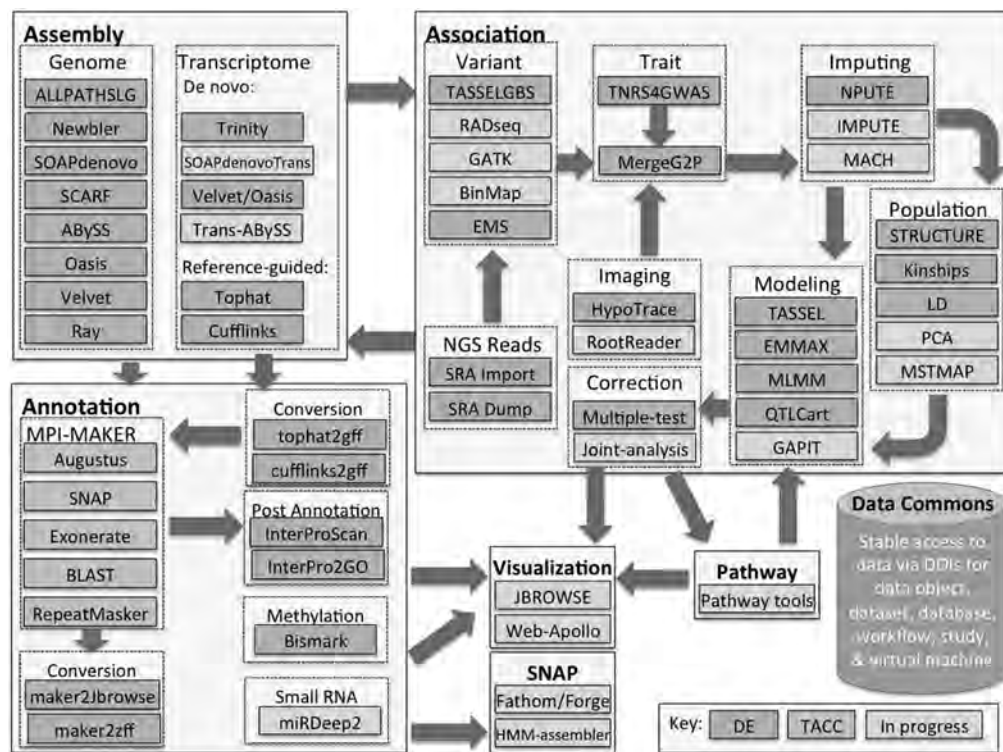 Assembly
Genome
ALLPATHSLG
Newbler
SOAPdenovo
SCARF
ABySS
Oasis
Velvet
Ray
Transcriptome
De novo:
Trinity
SOAPdenovoTrans
Velvet/Oasis
Trans-ABySS
Reference-guided:
Tophat
Cufflinks
Association
Variant
TASSELGBS
RADseq
GATK
BinMap
EMS
Trait
TNRS4GWAS
MergeG2P
Imputing
NPUTE
IMPUTE
MACH
Population
STRUCTURE
Kinships
LD
PCA
MSTMAP
Imaging
HypoTrace
RootReader
Modeling
TASSEL
EMMAX
MLMM
QTLCart
GAPIT
NGS Reads
SRA Import
SRA Dump
Correction
Multiple-test
Joint-analysis
Annotation
MPI-MAKER
Augustus
SNAP
Exonerate
BLAST
RepeatMasker
Conversion
maker2Jbrowse
maker2zff
Conversion
tophat2gff
cufflinks2gff
Post Annotation
InterProScan
InterPro2GO
Methylation
Bismark
Small RNA
miRDeep2
Visualization
JBROWSE
Web-Apollo
SNAP
Fathom/Forge
HMM-assembler
Pathway
Pathway tools
Data Commons
Stable access to
data via DOIs for
data object,
dataset, database,
workflow, study,
& virtual machine
Key: DE TACC In progress